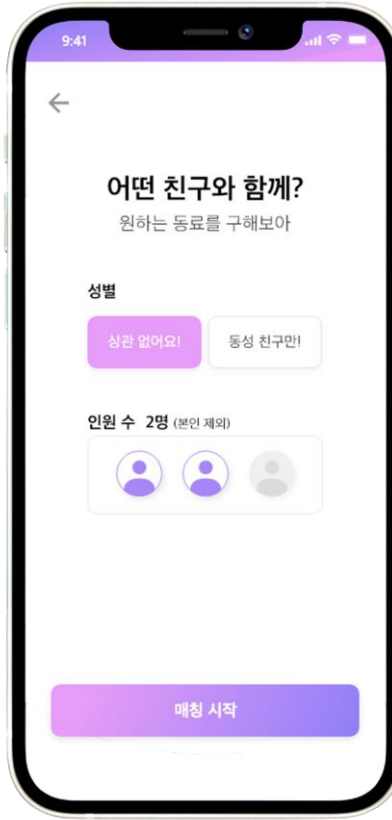 9:41
어떤 친구와 함께?
원하는 동료를 구해보아
성별
상관 없어요!
동성 친구만!
인원 수 2명 (본인 제외)
매칭 시작